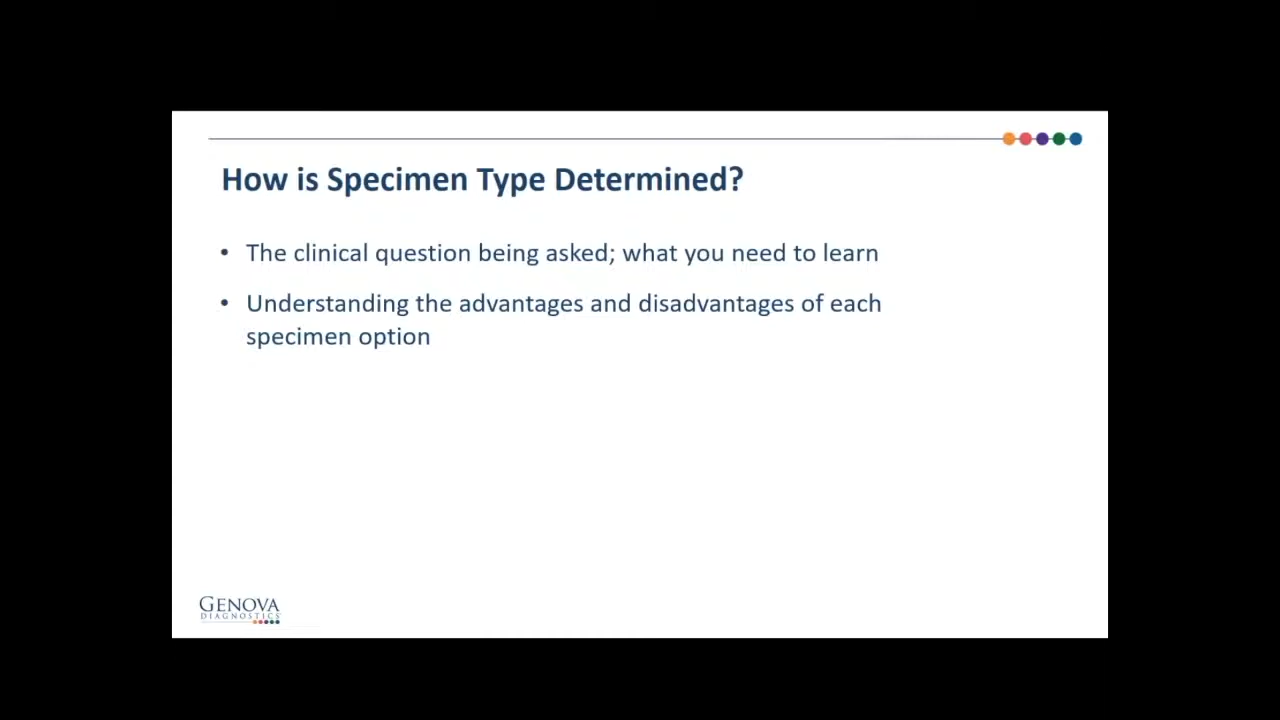 How is Specimen Type Determined?
• The clinical question being asked; what you need to learn
• Understanding the advantages and disadvantages of each
specimen option
GENOVA
DIAGNOSTICS